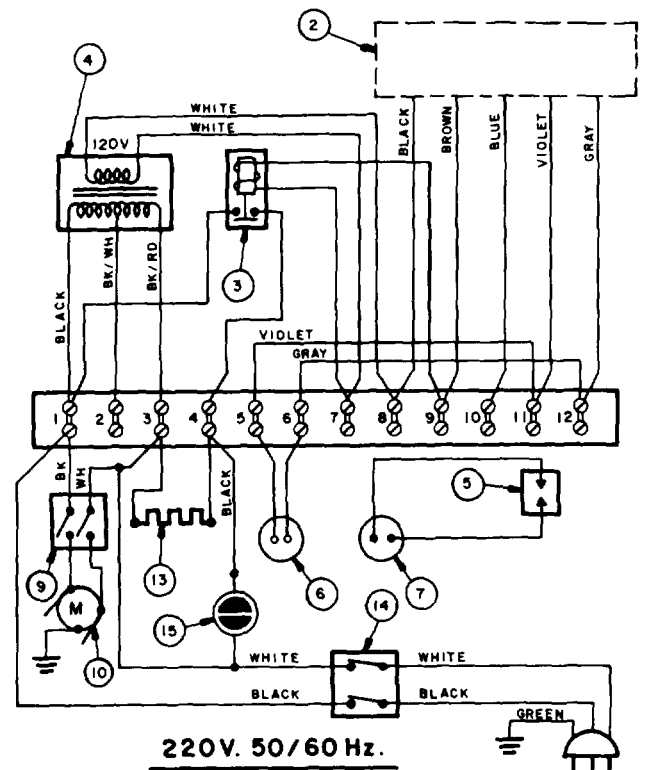 2
4
WHITE
WHITE
120V
BLACK
BROWN
BLUE
VIOLET
GRAY
3
BLACK
BK/WH
BK/RD
VIOLET
GRAY
1 2 3 4 5 6 7 8 9 10 11 12
BK
WH
BLACK
5
9
13
6
7
M
10
15
14
WHITE
WHITE
BLACK
BLACK
GREEN
220V. 50/60 Hz.